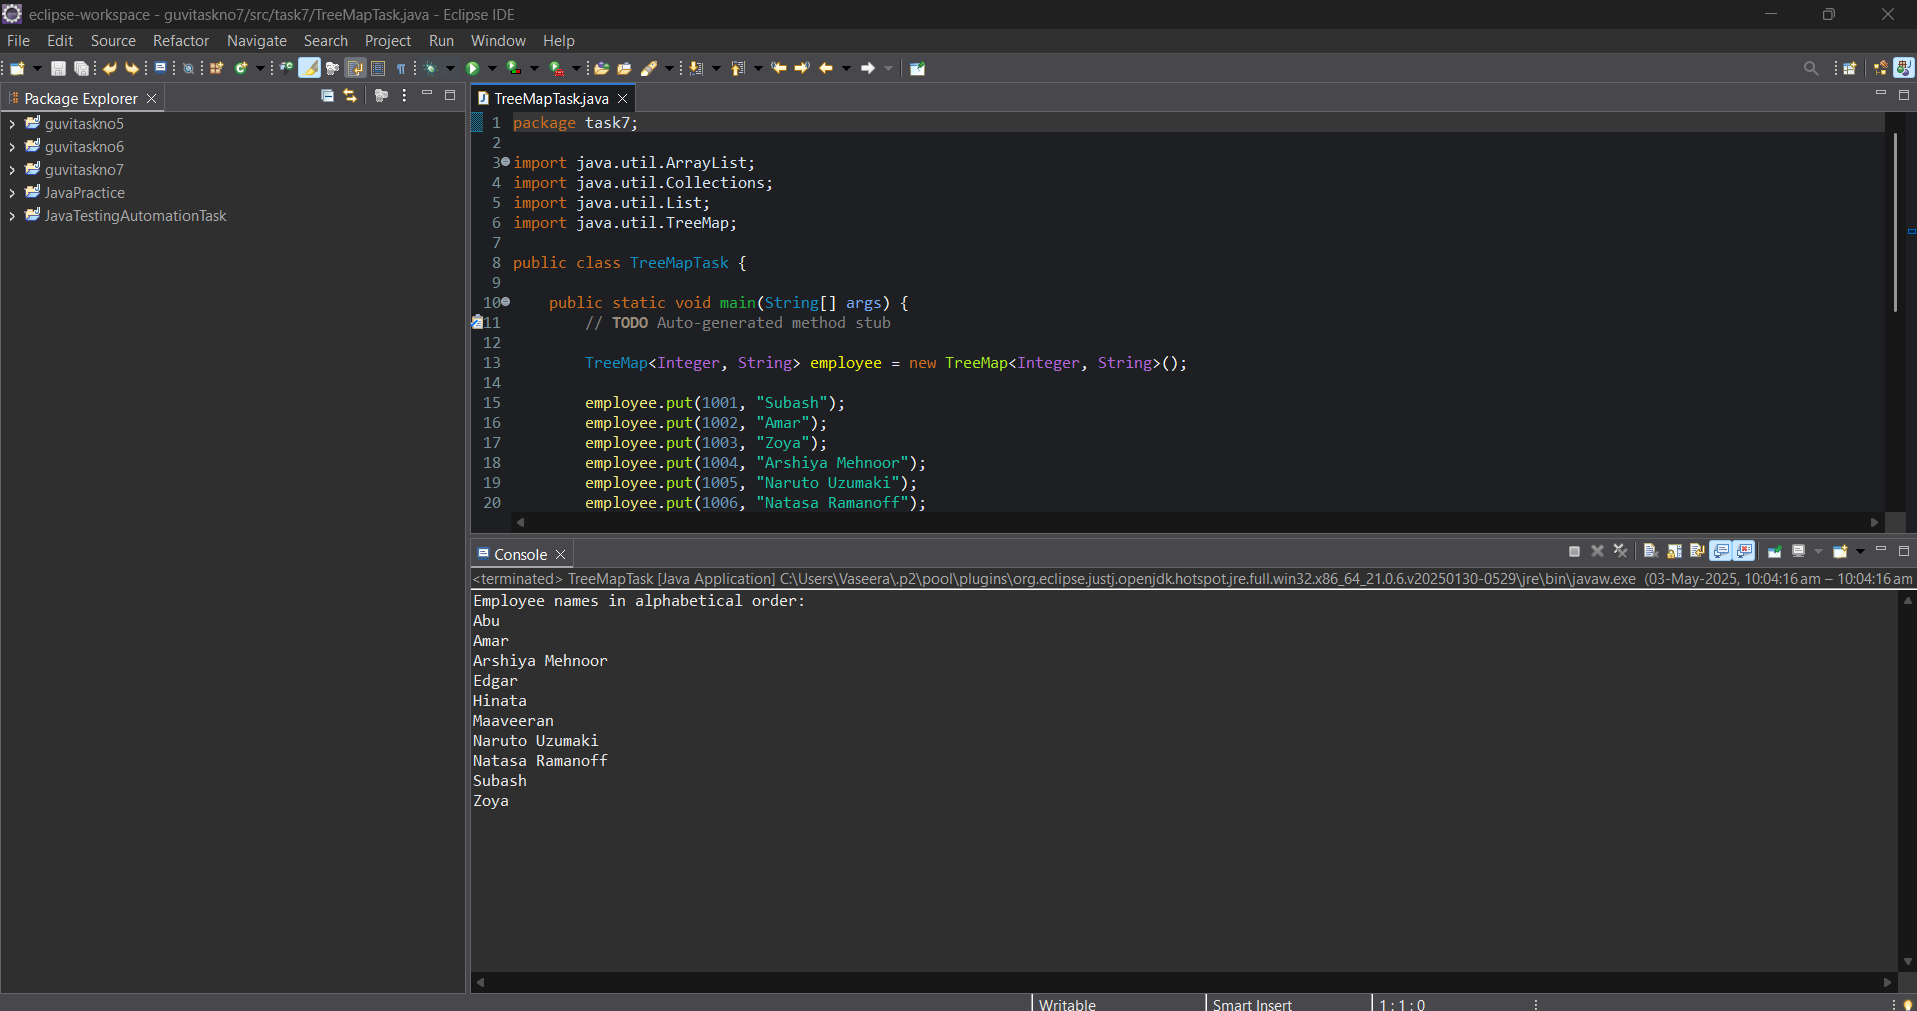 eclipse-workspace - guvitaskno7/src/task7/TreeMapTask.java - Eclipse IDE
File Edit Source Refactor Navigate Search Project Run Window Help
Package Explorer
guvitaskno5
guvitaskno6
guvitaskno7
JavaPractice
JavaTestingAutomationTask
TreeMapTask.java
1 package task7;
2
3 import java.util.ArrayList;
4 import java.util.Collections;
5 import java.util.List;
6 import java.util.TreeMap;
7
8 public class TreeMapTask {
9
10 public static void main(String[] args) {
11 // TODO Auto-generated method stub
12
13 TreeMap<Integer, String> employee = new TreeMap<Integer, String>();
14
15 employee.put(1001, "Subash");
16 employee.put(1002, "Amar");
17 employee.put(1003, "Zoya");
18 employee.put(1004, "Arshiya Mehnoor");
19 employee.put(1005, "Naruto Uzumaki");
20 employee.put(1006, "Natasa Ramanoff");
Console
<terminated> TreeMapTask [Java Application] C:\Users\Vaseera\.p2\pool\plugins\org.eclipse.justj.openjdk.hotspot.jre.full.win32.x86_64_21.0.6.v20250130-0529\jre\bin\javaw.exe (03-May-2025, 10:04:16 am – 10:04:16 am
Employee names in alphabetical order:
Abu
Amar
Arshiya Mehnoor
Edgar
Hinata
Maaveeran
Naruto Uzumaki
Natasa Ramanoff
Subash
Zoya
Writable Smart Insert 1 : 1 : 0